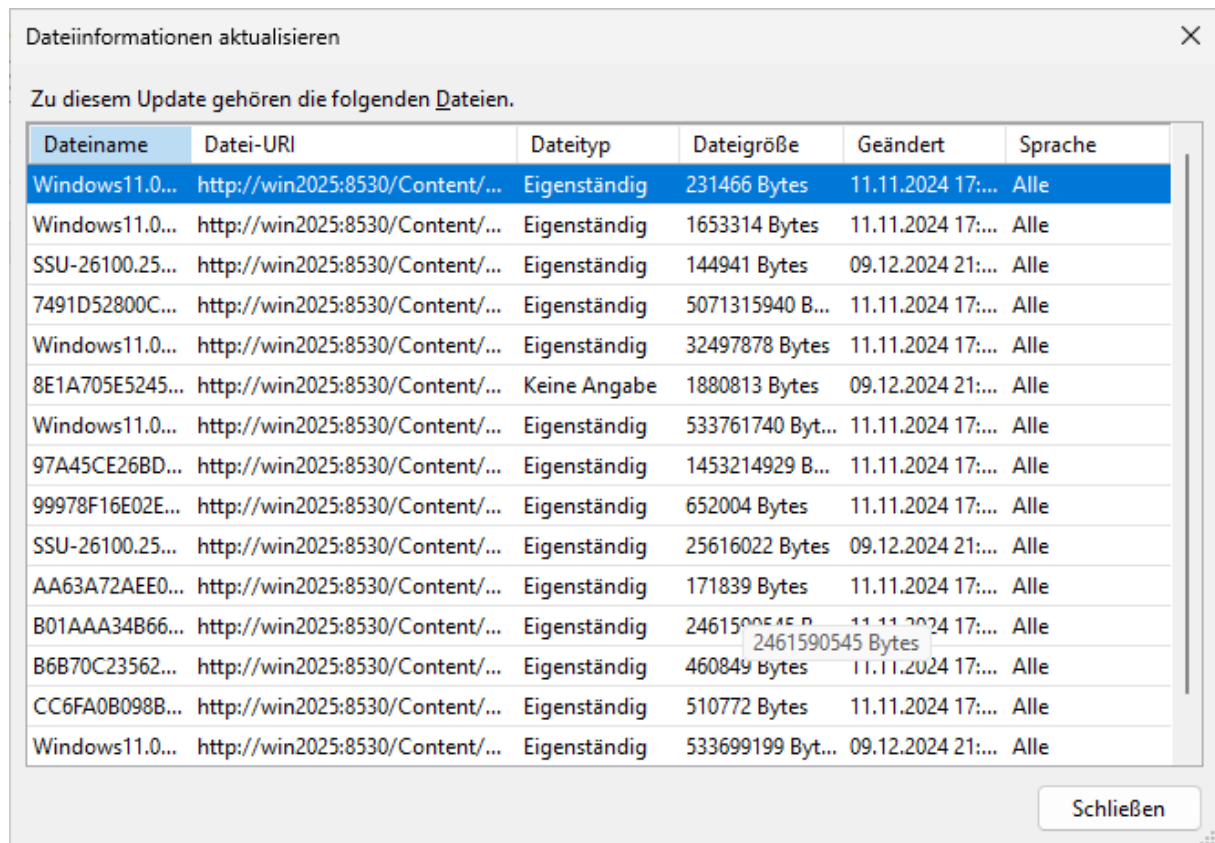 Dateiinformationen aktualisieren
Zu diesem Update gehören die folgenden Dateien.
Dateiname Datei-URI Dateityp Dateigröße Geändert Sprache
Windows11.0... http://win2025:8530/Content/... Eigenständig 231466 Bytes 11.11.2024 17:... Alle
Windows11.0... http://win2025:8530/Content/... Eigenständig 1653314 Bytes 11.11.2024 17:... Alle
SSU-26100.25... http://win2025:8530/Content/... Eigenständig 144941 Bytes 09.12.2024 21:... Alle
7491D52800C... http://win2025:8530/Content/... Eigenständig 5071315940 B... 11.11.2024 17:... Alle
Windows11.0... http://win2025:8530/Content/... Eigenständig 32497878 Bytes 11.11.2024 17:... Alle
8E1A705E5245... http://win2025:8530/Content/... Keine Angabe 1880813 Bytes 09.12.2024 21:... Alle
Windows11.0... http://win2025:8530/Content/... Eigenständig 533761740 Byt... 11.11.2024 17:... Alle
97A45CE26BD... http://win2025:8530/Content/... Eigenständig 1453214929 B... 11.11.2024 17:... Alle
99978F16E02E... http://win2025:8530/Content/... Eigenständig 652004 Bytes 11.11.2024 17:... Alle
SSU-26100.25... http://win2025:8530/Content/... Eigenständig 25616022 Bytes 09.12.2024 21:... Alle
AA63A72AEE0... http://win2025:8530/Content/... Eigenständig 171839 Bytes 11.11.2024 17:... Alle
B01AAA34B66... http://win2025:8530/Content/... Eigenständig 2461590545 B... 11.11.2024 17:... Alle
2461590545 Bytes
B6B70C23562... http://win2025:8530/Content/... Eigenständig 460849 Bytes 11.11.2024 17:... Alle
CC6FA0B098B... http://win2025:8530/Content/... Eigenständig 510772 Bytes 11.11.2024 17:... Alle
Windows11.0... http://win2025:8530/Content/... Eigenständig 533699199 Byt... 09.12.2024 21:... Alle
Schließen